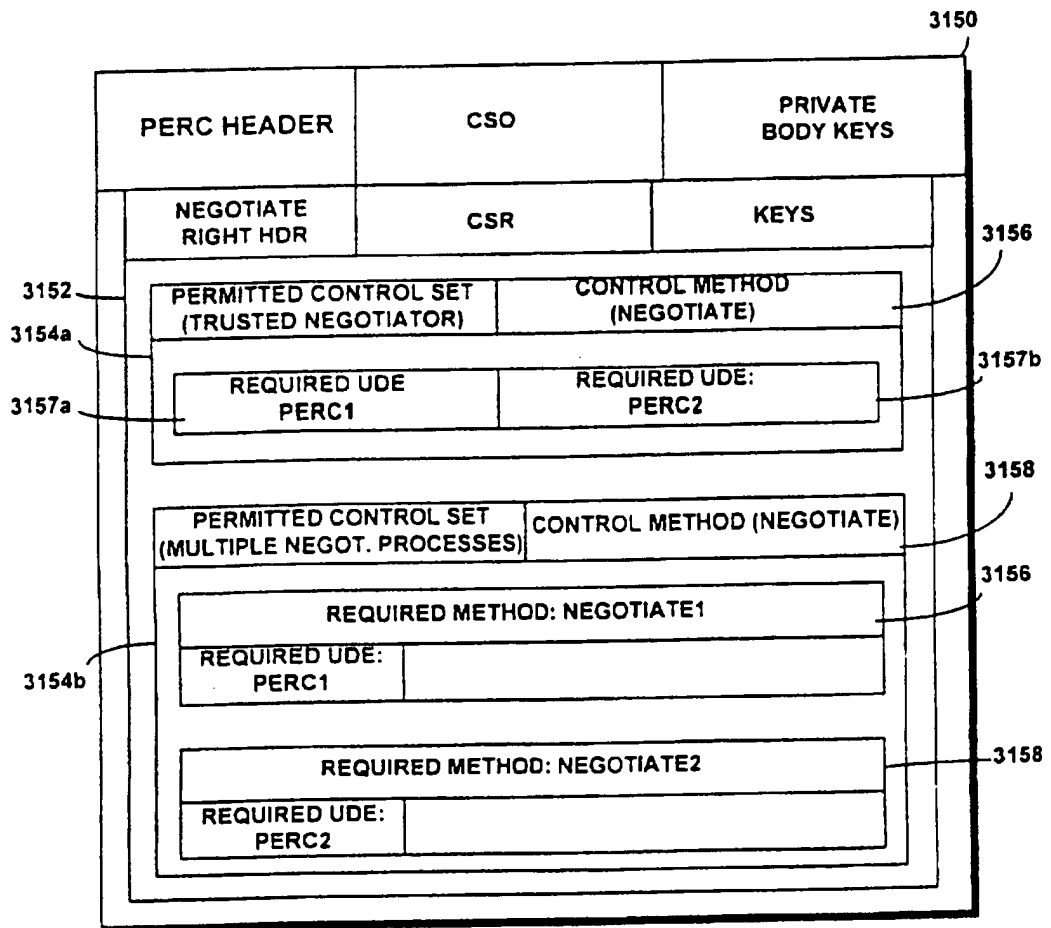 3150
PERC HEADER
CSO
PRIVATE
BODY KEYS
NEGOTIATE
RIGHT HDR
CSR
KEYS
3156
3152
PERMITTED CONTROL SET
(TRUSTED NEGOTIATOR)
CONTROL METHOD
(NEGOTIATE)
3154a
REQUIRED UDE
PERC1
REQUIRED UDE:
PERC2
3157b
3157a
3158
PERMITTED CONTROL SET
(MULTIPLE NEGOT. PROCESSES)
CONTROL METHOD (NEGOTIATE)
3156
REQUIRED METHOD: NEGOTIATE1
REQUIRED UDE:
PERC1
3154b
REQUIRED METHOD: NEGOTIATE2
3158
REQUIRED UDE:
PERC2